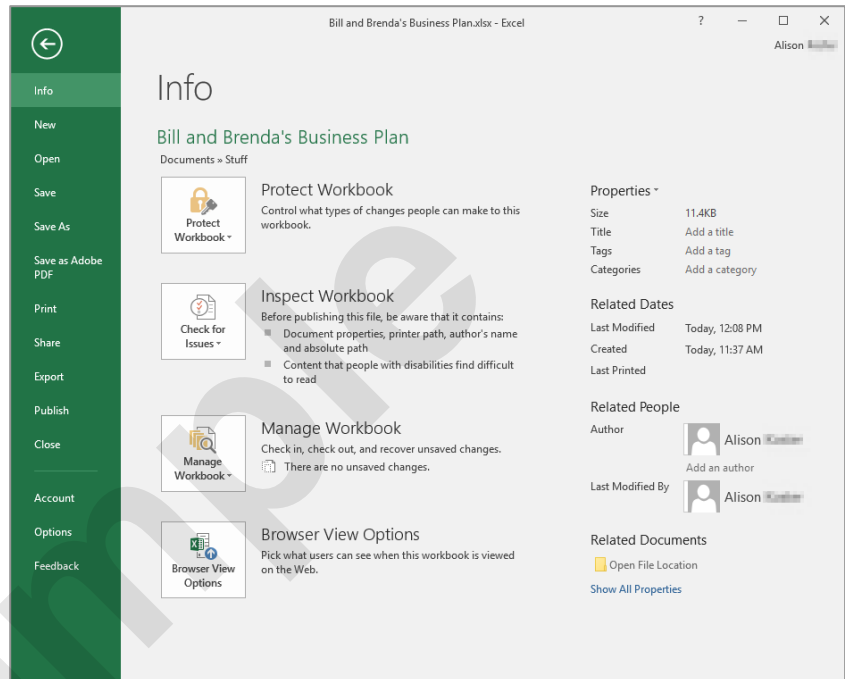 Bill and Brenda's Business Plan.xlsx - Excel
?
Alison
Info
New
Open
Save
Save As
Save as Adobe
PDF
Print
Share
Export
Publish
Close
Account
Options
Feedback
Info
Bill and Brenda's Business Plan
Documents » Stuff
Protect
Workbook
Protect Workbook
Control what types of changes people can make to this
workbook.
Check for
Issues
Inspect Workbook
Before publishing this file, be aware that it contains:
Document properties, printer path, author's name
and absolute path
Content that people with disabilities find difficult
to read
Manage
Workbook
Manage Workbook
Check in, check out, and recover unsaved changes.
There are no unsaved changes.
Browser View
Options
Browser View Options
Pick what users can see when this workbook is viewed
on the Web.
Properties
Size 11.4KB
Title Add a title
Tags Add a tag
Categories Add a category
Related Dates
Last Modified Today, 12:08 PM
Created Today, 11:37 AM
Last Printed
Related People
Author Alison
Add an author
Last Modified By Alison
Related Documents
Open File Location
Show All Properties
mple